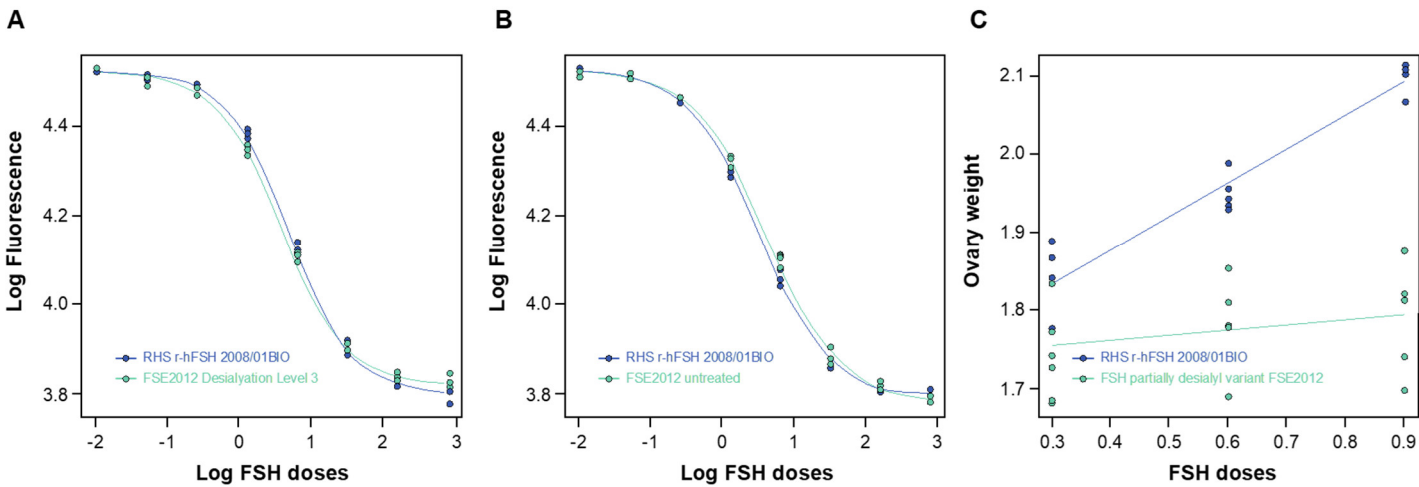 A
Log Fluorescence
4.4
4.2
4.0
3.8
RHS r-hFSH 2008/01BIO
FSE2012 Desialyation Level 3
-2
-1
0
1
2
3
Log FSH doses
B
Log Fluorescence
4.4
4.2
4.0
3.8
RHS r-hFSH 2008/01BIO
FSE2012 untreated
-2
-1
0
1
2
3
Log FSH doses
C
Ovary weight
2.1
2.0
1.9
1.8
1.7
RHS r-hFSH 2008/01BIO
FSH partially desialyl variant FSE2012
0.3
0.4
0.5
0.6
0.7
0.8
0.9
FSH doses